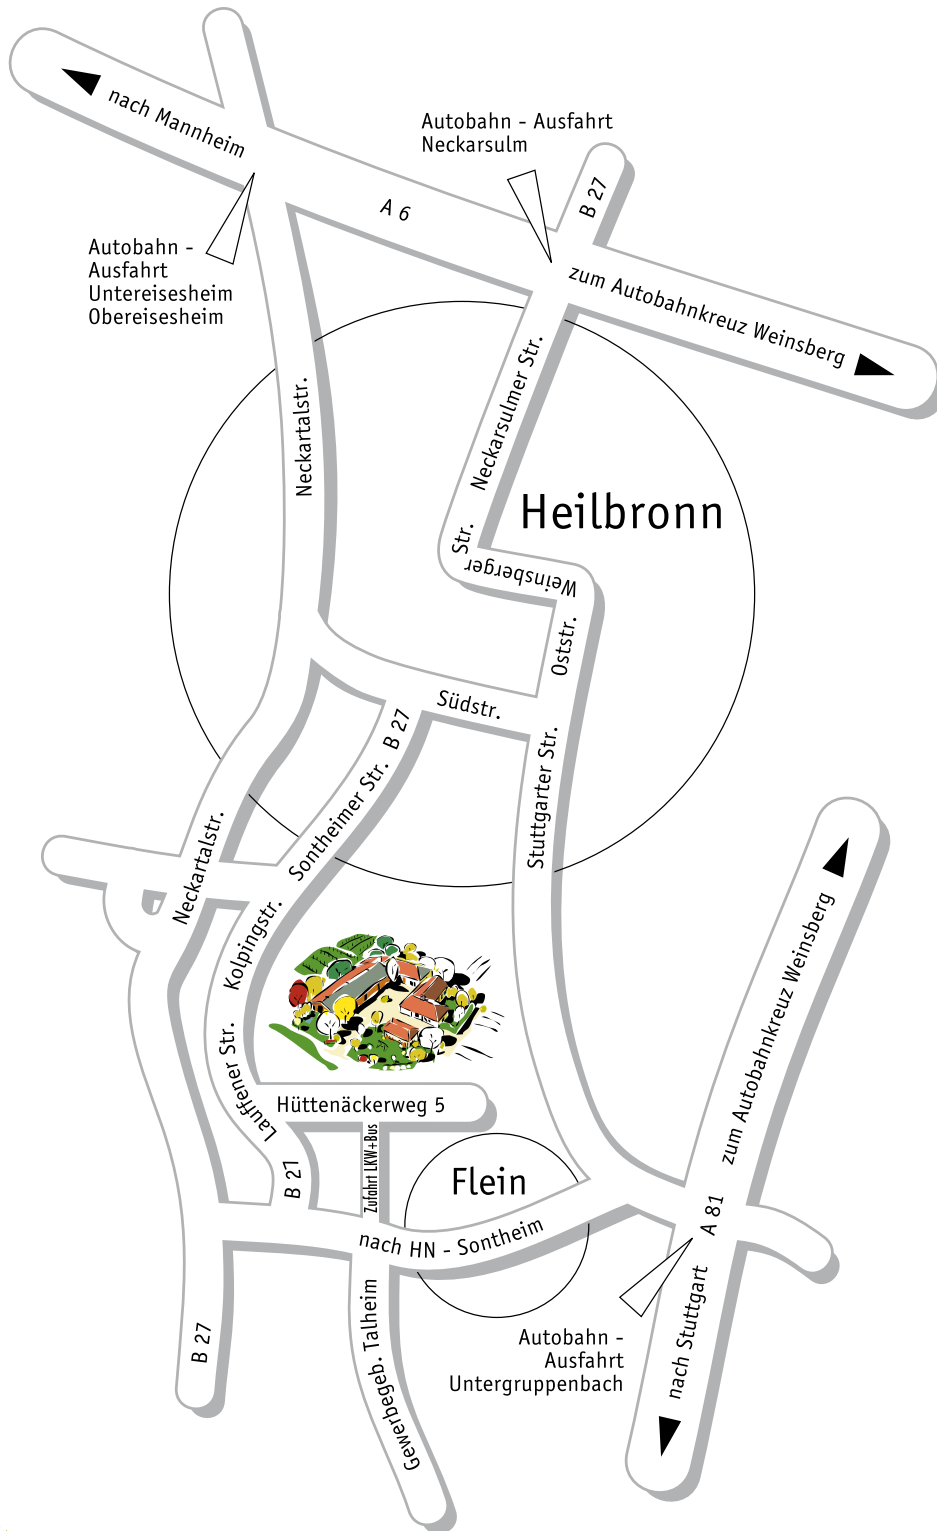 nach Mannheim
Autobahn - Ausfahrt
Neckarsulm
B 27
A 6
Autobahn -
Ausfahrt
Untereisesheim
Obereisesheim
zum Autobahnkreuz Weinsberg
Neckartalstr.
Neckarsulmer Str.
Heilbronn
Weinsberger Str.
Oststr.
Südstr.
B 27
Sontheimer Str.
Stuttgarter Str.
Neckartalstr.
Kolpingstr.
zum Autobahnkreuz Weinsberg
Lauffener Str.
Hüttenäckerweg 5
Zufahrt LKW+Bus
B 27
Flein
A 81
nach HN - Sontheim
nach Stuttgart
Gewerbegeb. Talheim
B 27
Autobahn -
Ausfahrt
Untergruppenbach